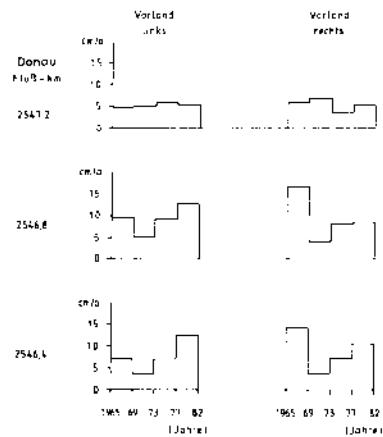 Vorland links Vorland rechts
cm/a
Donau
Fluß-km
15
10
5
0
2547.2
cm/a
15
10
5
0
2546,8
cm/a
15
10
5
0
2546,4
1965 69 73 77 82 1965 69 73 77 82
(Jahre) (Jahre)